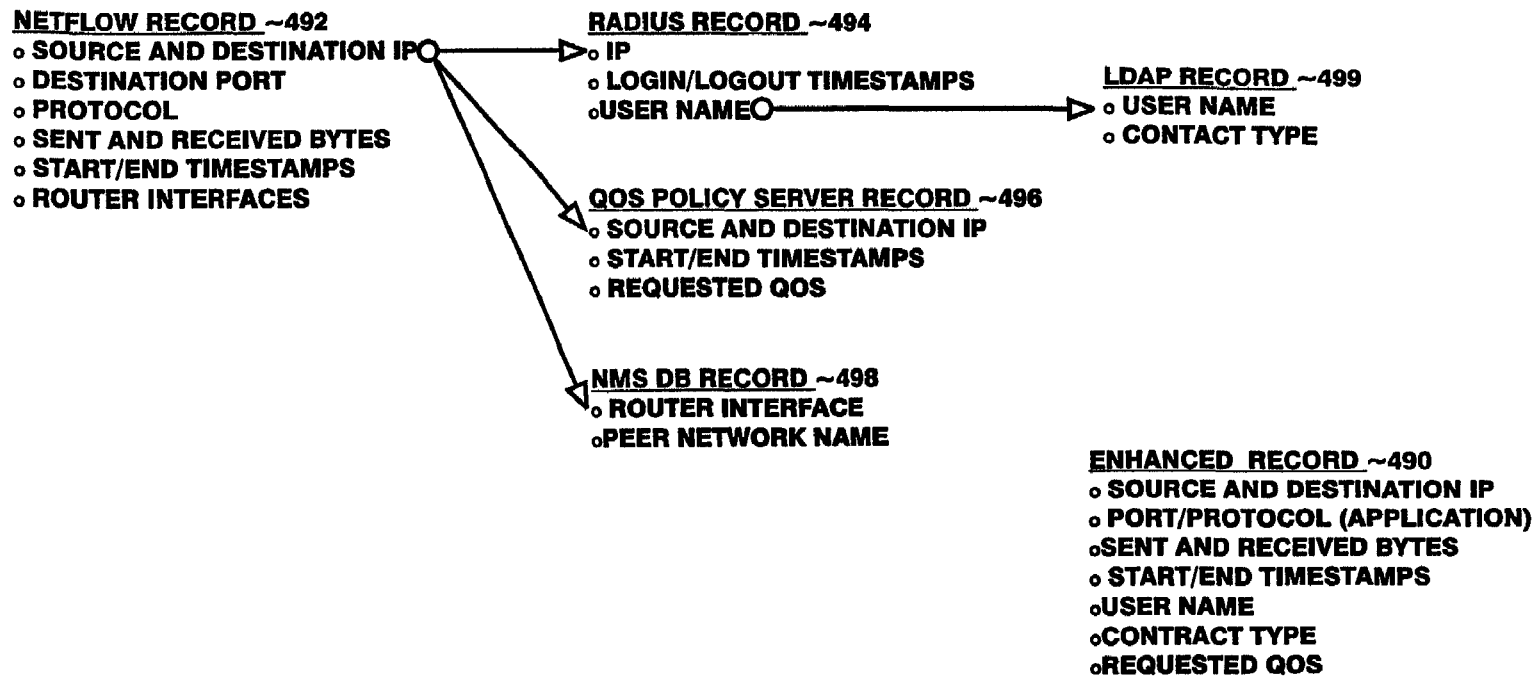 NETFLOW RECORD ~492
o SOURCE AND DESTINATION IP
o DESTINATION PORT
o PROTOCOL
o SENT AND RECEIVED BYTES
o START/END TIMESTAMPS
o ROUTER INTERFACES
RADIUS RECORD ~494
o IP
o LOGIN/LOGOUT TIMESTAMPS
oUSER NAME
LDAP RECORD ~499
o USER NAME
o CONTACT TYPE
QOS POLICY SERVER RECORD ~496
o SOURCE AND DESTINATION IP
o START/END TIMESTAMPS
o REQUESTED QOS
NMS DB RECORD ~498
o ROUTER INTERFACE
oPEER NETWORK NAME
ENHANCED RECORD ~490
o SOURCE AND DESTINATION IP
o PORT/PROTOCOL (APPLICATION)
oSENT AND RECEIVED BYTES
o START/END TIMESTAMPS
oUSER NAME
oCONTRACT TYPE
oREQUESTED QOS